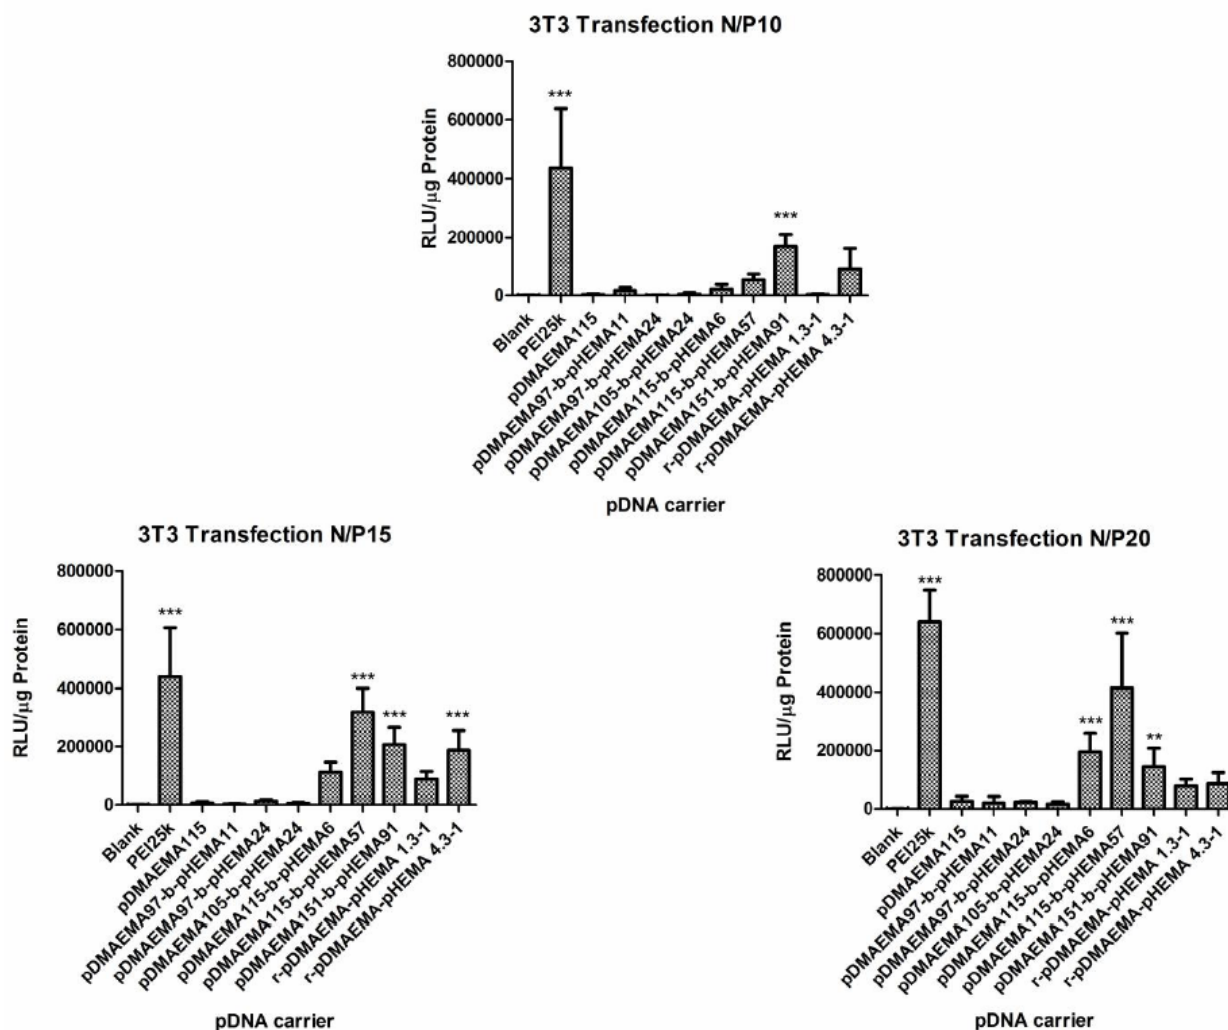 3T3 Transfection N/P10
RLU/µg Protein
800000
600000
400000
200000
0
***
***
Blank
PEI25k
pDMAEMA115
pDMAEMA97-b-pHEMA11
pDMAEMA97-b-pHEMA24
pDMAEMA105-b-pHEMA24
pDMAEMA115-b-pHEMA6
pDMAEMA115-b-pHEMA57
pDMAEMA151-b-pHEMA91
r-pDMAEMA-pHEMA 1.3-1
r-pDMAEMA-pHEMA 4.3-1
pDNA carrier
3T3 Transfection N/P15
RLU/µg Protein
800000
600000
400000
200000
0
***
***
***
***
Blank
PEI25k
pDMAEMA115
pDMAEMA97-b-pHEMA11
pDMAEMA97-b-pHEMA24
pDMAEMA105-b-pHEMA24
pDMAEMA115-b-pHEMA6
pDMAEMA115-b-pHEMA57
pDMAEMA151-b-pHEMA91
r-pDMAEMA-pHEMA 1.3-1
r-pDMAEMA-pHEMA 4.3-1
pDNA carrier
3T3 Transfection N/P20
RLU/µg Protein
800000
600000
400000
200000
0
***
***
***
**
Blank
PEI25k
pDMAEMA115
pDMAEMA97-b-pHEMA11
pDMAEMA97-b-pHEMA24
pDMAEMA105-b-pHEMA24
pDMAEMA115-b-pHEMA6
pDMAEMA115-b-pHEMA57
pDMAEMA151-b-pHEMA91
r-pDMAEMA-pHEMA 1.3-1
r-pDMAEMA-pHEMA 4.3-1
pDNA carrier